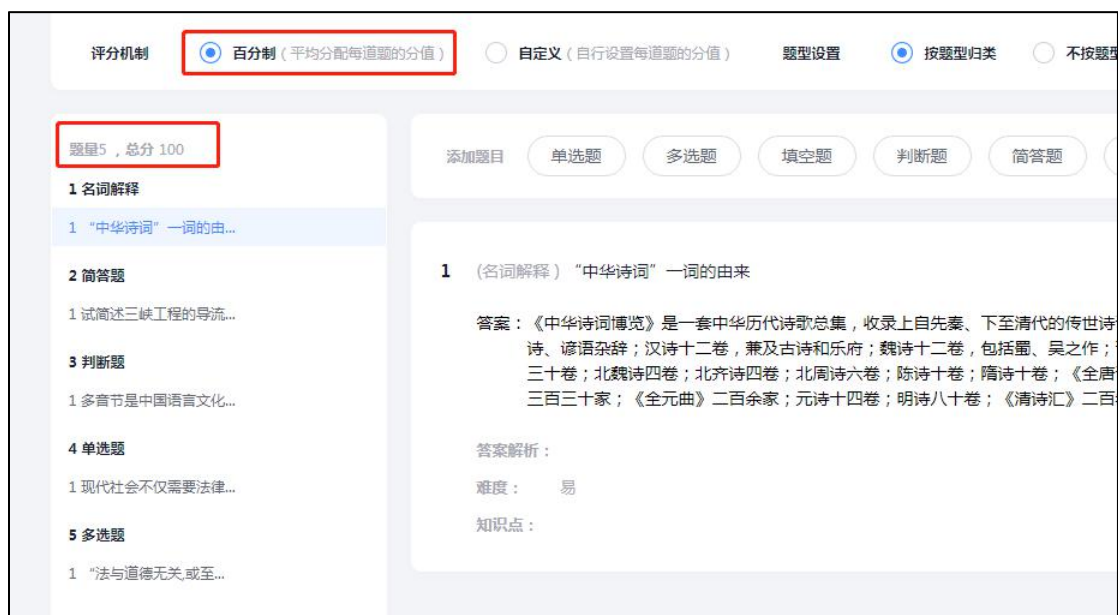 评分机制 百分制（平均分配每道题的分值） 自定义（自行设置每道题的分值） 题型设置 按题型归类 不按题型
题量5 ，总分 100
1 名词解释
1 “中华诗词”一词的由...
2 简答题
1 试简述三峡工程的导流...
3 判断题
1 多音节是中国语言文化...
4 单选题
1 现代社会不仅需要法律...
5 多选题
1 “法与道德无关,或至...
添加题目 单选题 多选题 填空题 判断题 简答题
1 （名词解释）“中华诗词”一词的由来
答案：《中华诗词博览》是一套中华历代诗歌总集，收录上自先秦、下至清代的传世诗
诗、谚语杂辞；汉诗十二卷，兼及古诗和乐府；魏诗十二卷，包括蜀、吴之作；
三十卷；北魏诗四卷；北齐诗四卷；北周诗六卷；陈诗十卷；隋诗十卷；《全唐
三百三十家；《全元曲》二百余家；元诗十四卷；明诗八十卷；《清诗汇》二百
答案解析：
难度： 易
知识点：